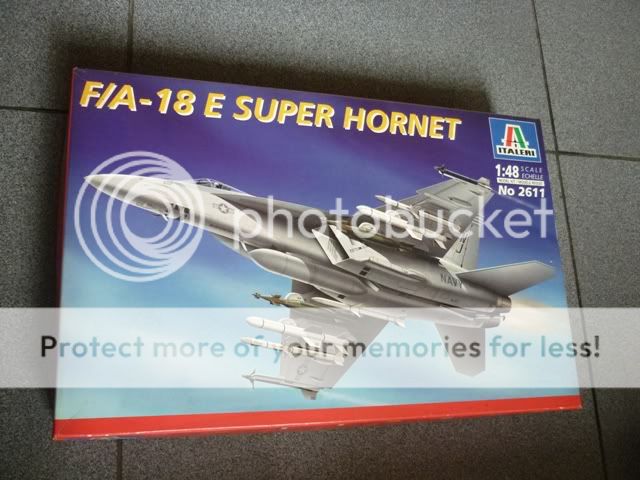 F/A-18 E SUPER HORNET
ITALERI
1:48 SCALE
ECHELLE
No 2611
photobucket
NAVY
Protect more of your memories for less!